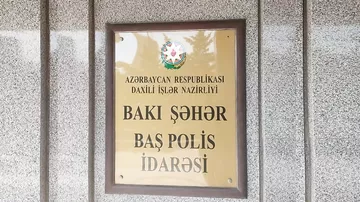 AZƏRBAYCAN RESPUBLİKASI
DAXİLİ İŞLƏR NAZİRLİYİ
BAKI ŞƏHƏR
BAŞ POLİS
İDARƏSİ